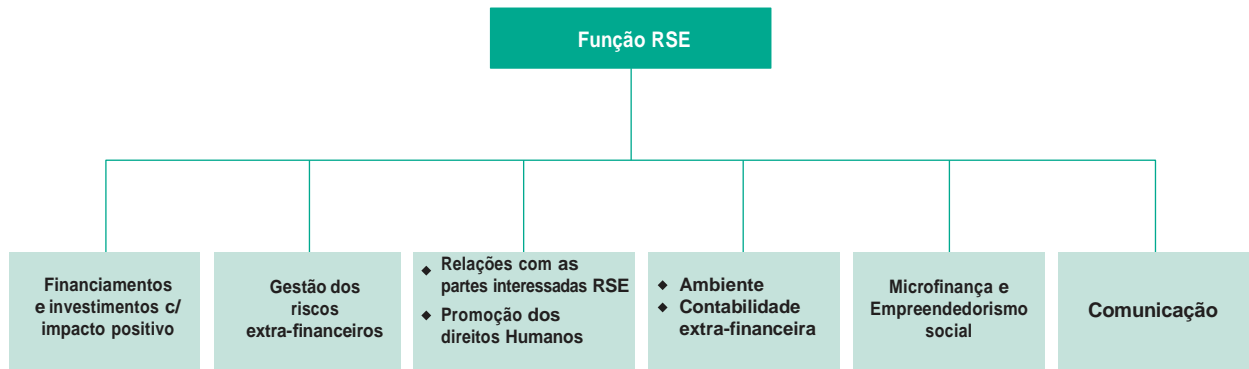 Função RSE
Financiamentos
e investimentos c/
impacto positivo
Gestão dos
riscos
extra-financeiros
◆ Relações com as
partes interessadas RSE
◆ Promoção dos
direitos Humanos
◆ Ambiente
◆ Contabilidade
extra-financeira
Microfinança e
Empreendedorismo
social
Comunicação